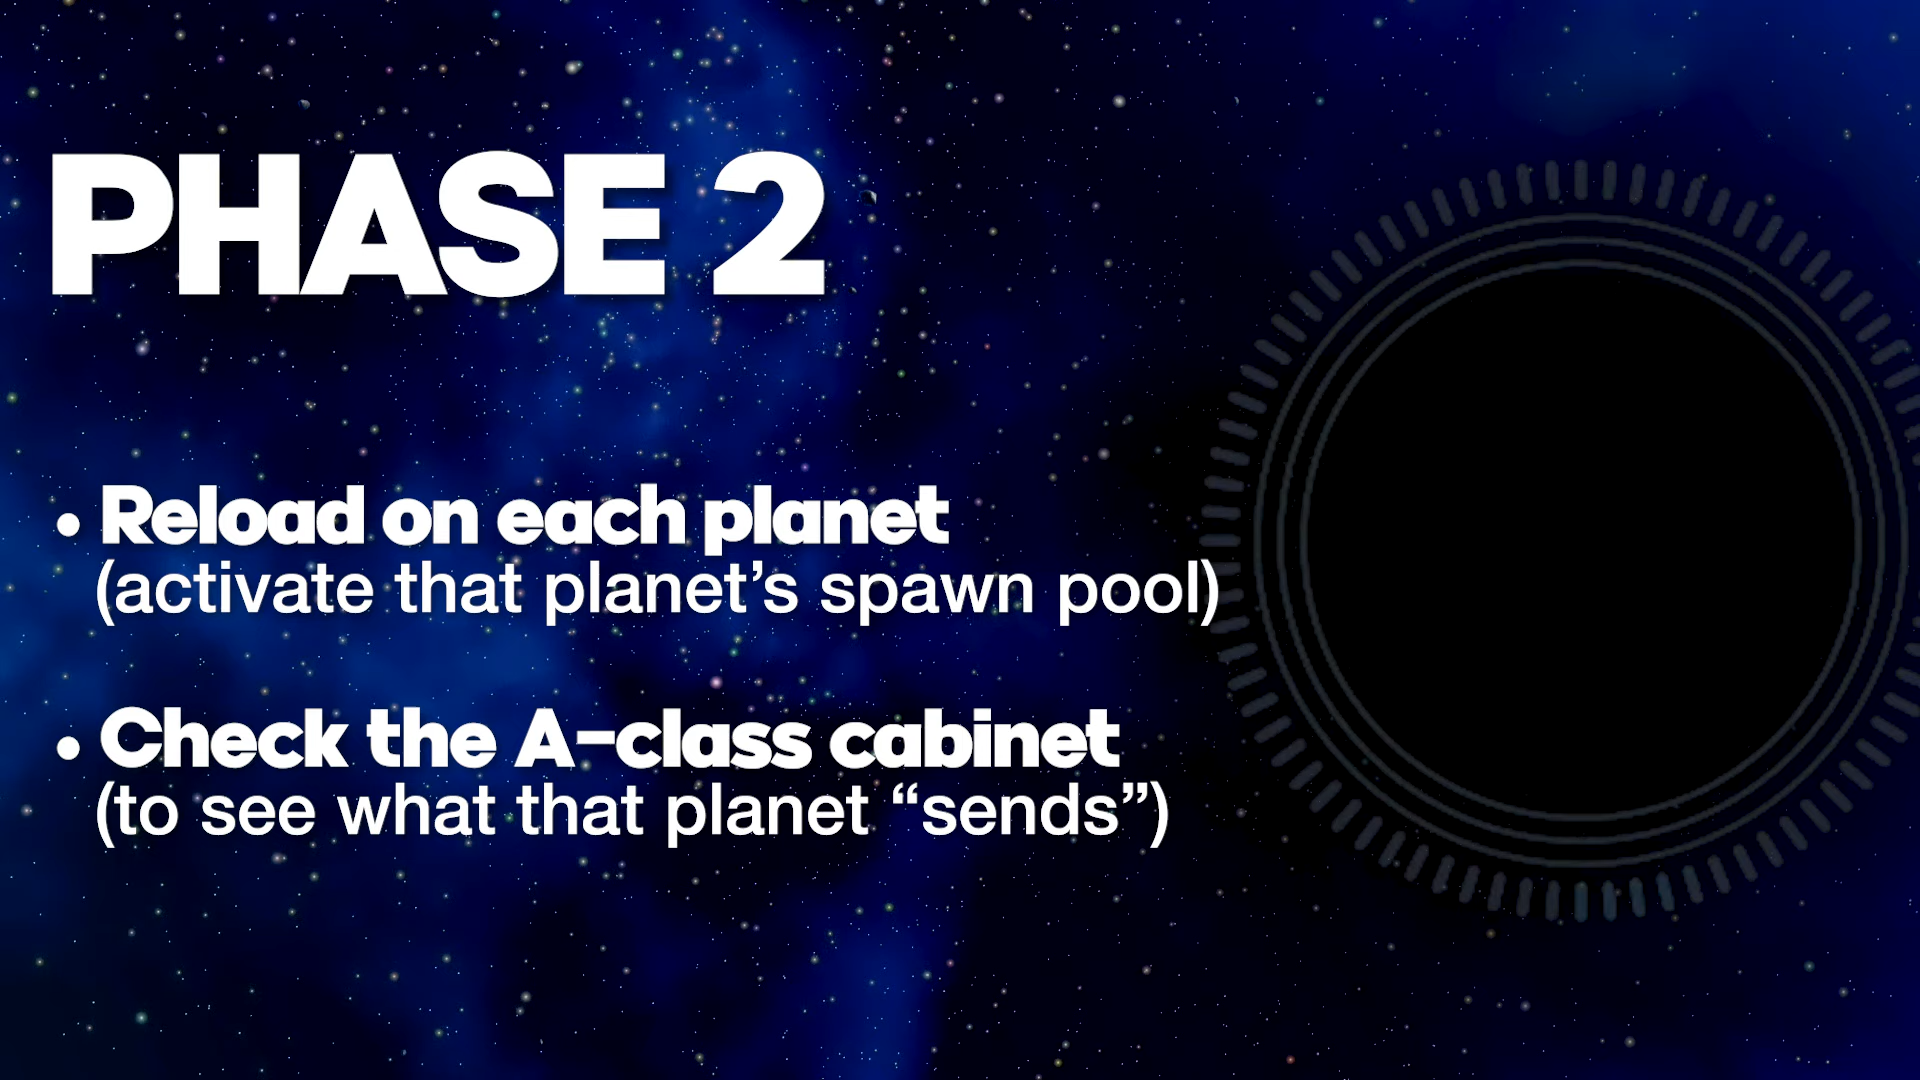 PHASE 2
• Reload on each planet
(activate that planet’s spawn pool)
• Check the A-class cabinet
(to see what that planet “sends”)